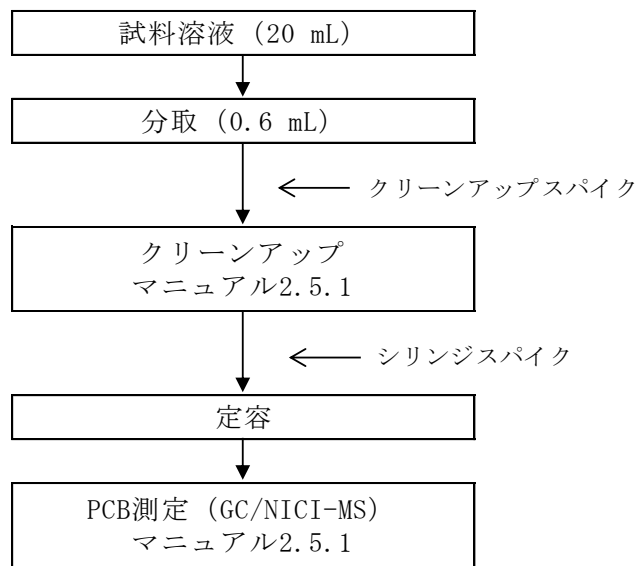 試料溶液 (20 mL)
分取 (0.6 mL)
クリーンアップスパイク
クリーンアップ
マニュアル2.5.1
シリンジスパイク
定容
PCB測定 (GC/NICI-MS)
マニュアル2.5.1